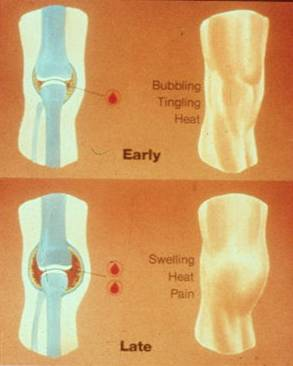 Bubbling
Tingling
Heat
Early
Swelling
Heat
Pain
Late